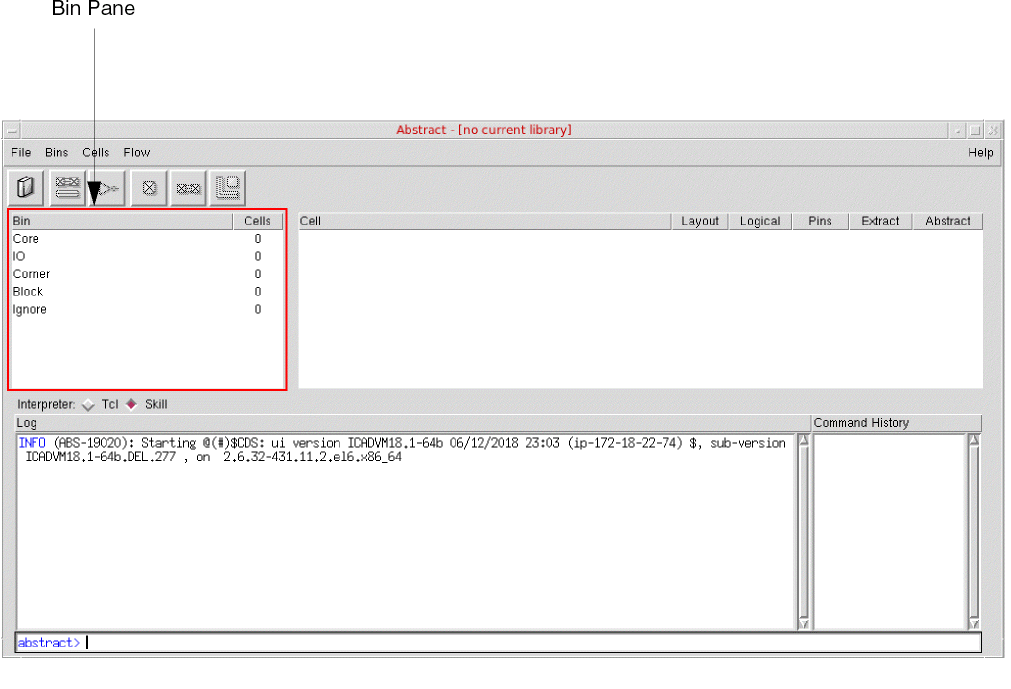 Bin Pane
Abstract - [no current library]
File Bins Cells Flow Help
Bin Cells
Core 0
IO 0
Corner 0
Block 0
Ignore 0
Cell Layout Logical Pins Extract Abstract
Interpreter: Tcl Skill
Log
INFO (ABS-19020): Starting @(#)$CDS: ui version ICADVM18.1-64b 06/12/2018 23:03 (ip-172-18-22-74) $, sub-version
ICADVM18.1-64b.DEL.277 , on 2.6.32-431.11.2.el6.x86_64
Command History
abstract>